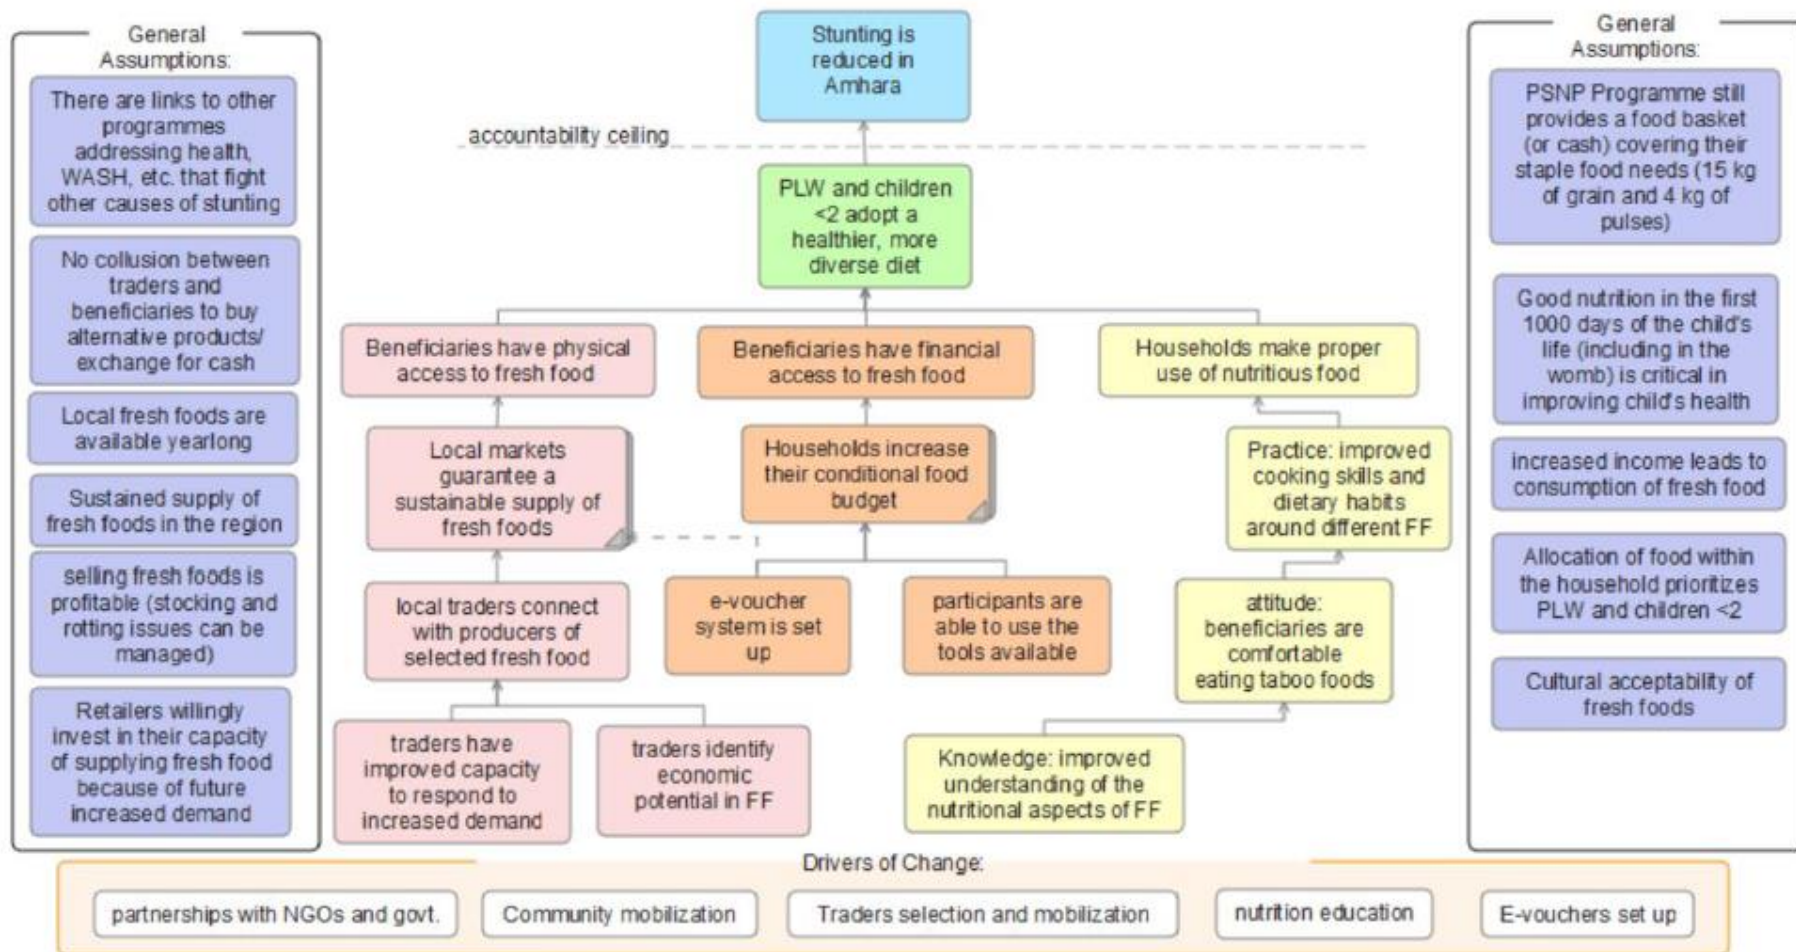 General
Assumptions:
There are links to other
programmes
addressing health,
WASH, etc. that fight
other causes of stunting
No collusion between
traders and
beneficiaries to buy
alternative products/
exchange for cash
Local fresh foods are
available yearlong
Sustained supply of
fresh foods in the region
selling fresh foods is
profitable (stocking and
rotting issues can be
managed)
Retailers willingly
invest in their capacity
of supplying fresh food
because of future
increased demand
Stunting is
reduced in
Amhara
accountability ceiling
PLW and children
<2 adopt a
healthier, more
diverse diet
Beneficiaries have physical
access to fresh food
Beneficiaries have financial
access to fresh food
Households make proper
use of nutritious food
Local markets
guarantee a
sustainable supply of
fresh foods
Households increase
their conditional food
budget
Practice: improved
cooking skills and
dietary habits
around different FF
local traders connect
with producers of
selected fresh food
e-voucher
system is set
up
participants are
able to use the
tools available
attitude:
beneficiaries are
comfortable
eating taboo foods
traders have
improved capacity
to respond to
increased demand
traders identify
economic
potential in FF
Knowledge: improved
understanding of the
nutritional aspects of FF
General
Assumptions:
PSNP Programme still
provides a food basket
(or cash) covering their
staple food needs (15 kg
of grain and 4 kg of
pulses)
Good nutrition in the first
1000 days of the child's
life (including in the
womb) is critical in
improving child's health
increased income leads to
consumption of fresh food
Allocation of food within
the household prioritizes
PLW and children <2
Cultural acceptability of
fresh foods
Drivers of Change:
partnerships with NGOs and govt.
Community mobilization
Traders selection and mobilization
nutrition education
E-vouchers set up